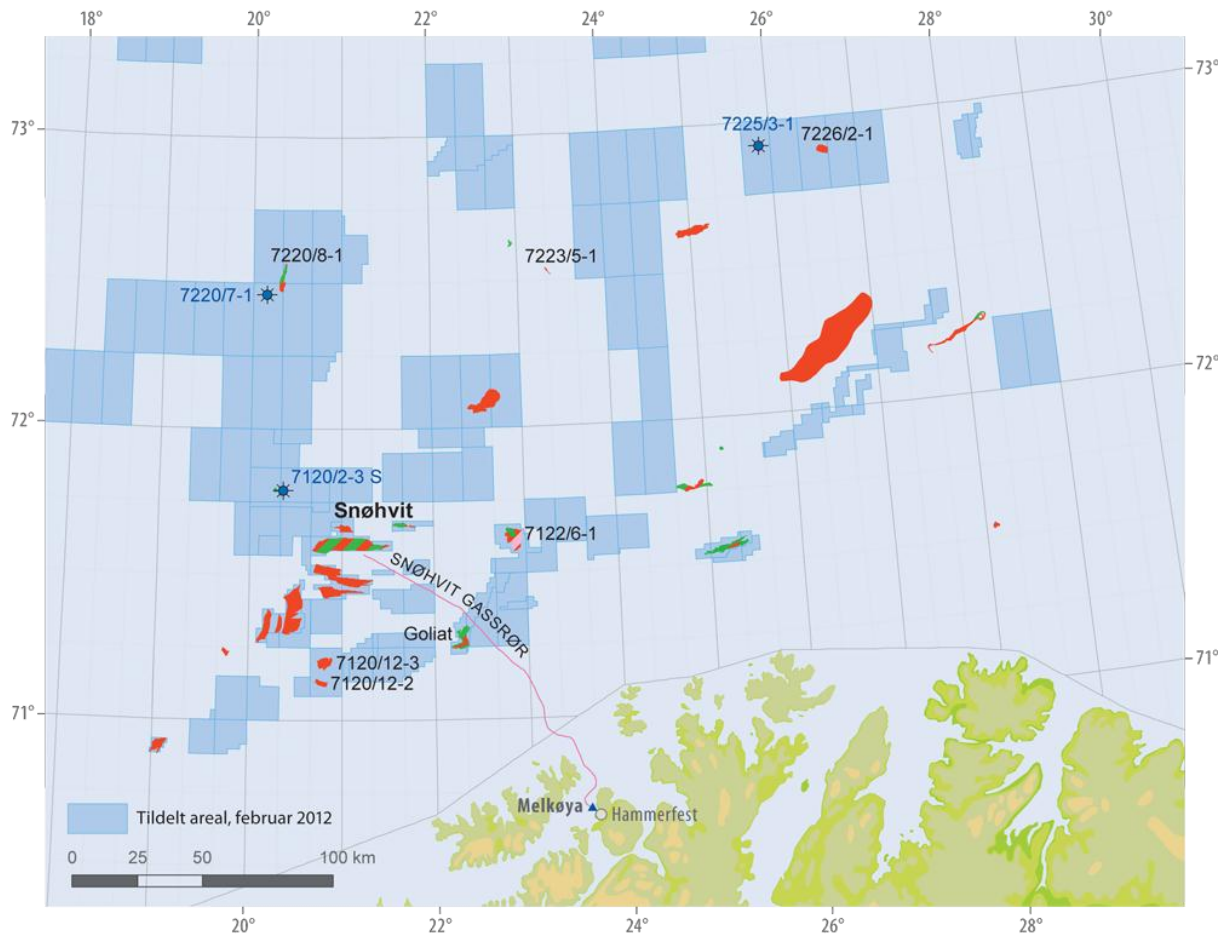 18° 20° 22° 24° 26° 28° 30°
73°
73°
7225/3-1
7226/2-1
7220/8-1
7223/5-1
7220/7-1
72°
72°
7120/2-3 S
Snøhvit
7122/6-1
SNØHVIT GASSRØR
Goliat
7120/12-3
7120/12-2
71°
71°
Melkøya
Hammerfest
Tildelt areal, februar 2012
0 25 50 100 km
20° 22° 24° 26° 28°